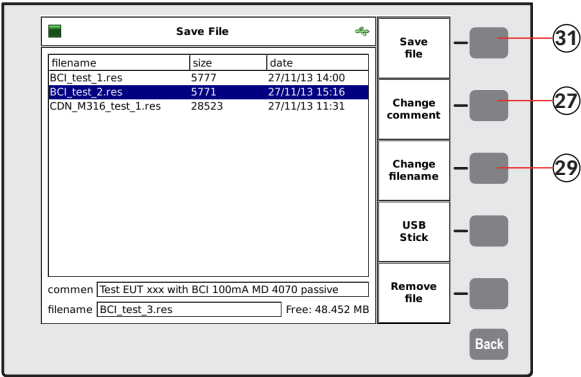 Save File
filename size date
BCI_test_1.res 5777 27/11/13 14:00
BCI_test_2.res 5771 27/11/13 15:16
CDN_M316_test_1.res 28523 27/11/13 11:31
commen Test EUT xxx with BCI 100mA MD 4070 passive
filename BCI_test_3.res Free: 48.452 MB
Save
file
31
Change
comment
27
Change
filename
29
USB
Stick
Remove
file
Back